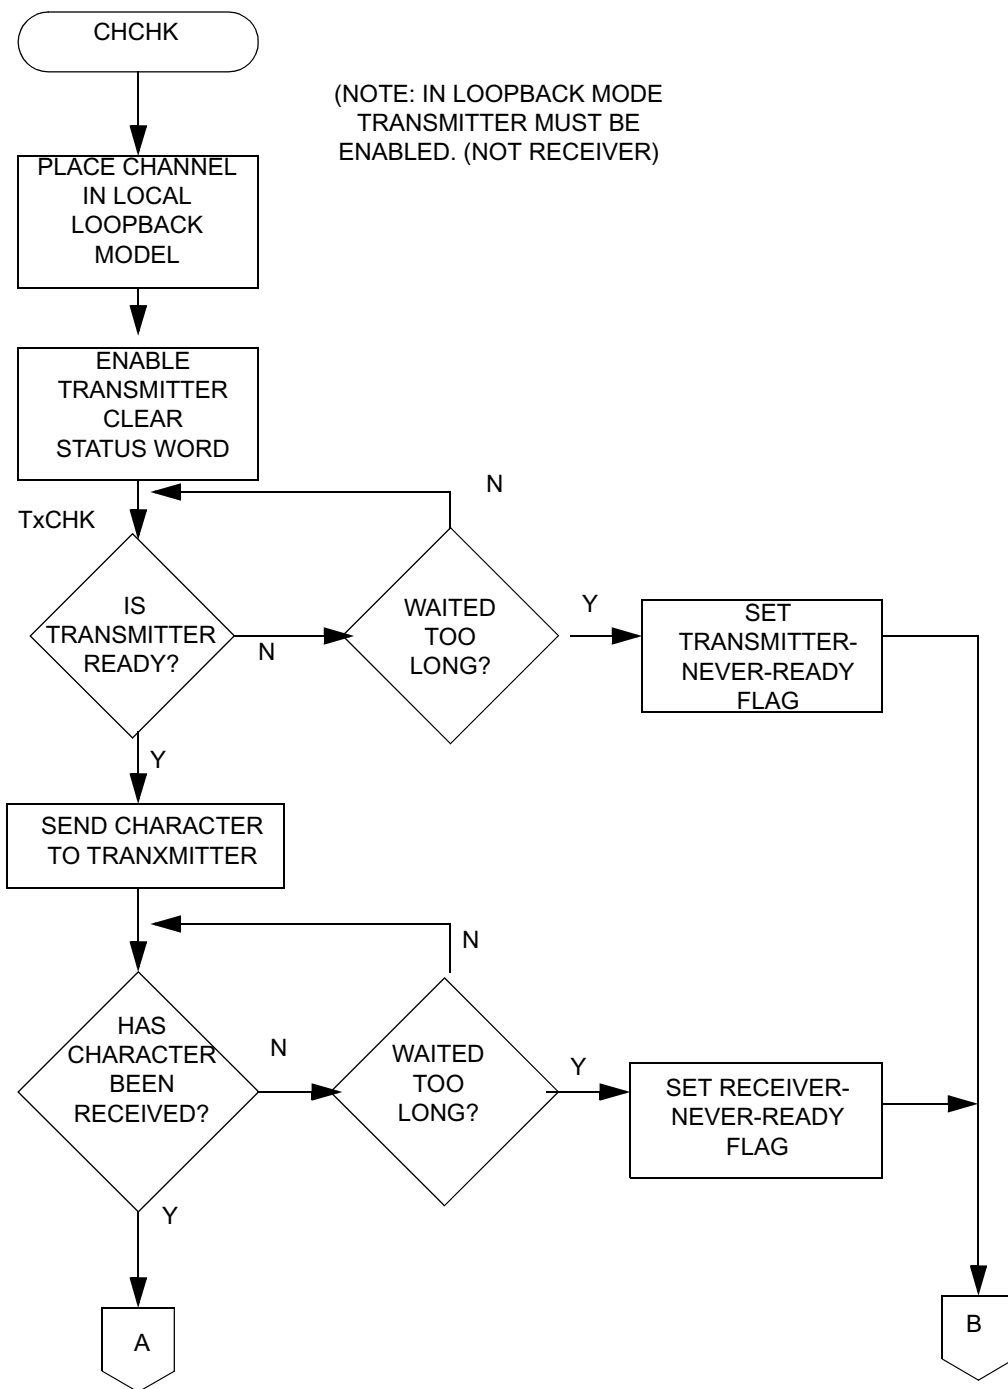 CHCHK
(NOTE: IN LOOPBACK MODE
TRANSMITTER MUST BE
ENABLED. (NOT RECEIVER)
PLACE CHANNEL
IN LOCAL
LOOPBACK
MODEL
ENABLE
TRANSMITTER
CLEAR
STATUS WORD
N
TxCHK
IS
TRANSMITTER
READY?
N
WAITED
TOO
LONG?
Y
SET
TRANSMITTER-
NEVER-READY
FLAG
Y
SEND CHARACTER
TO TRANXMITTER
N
HAS
CHARACTER
BEEN
RECEIVED?
N
WAITED
TOO
LONG?
Y
SET RECEIVER-
NEVER-READY
FLAG
Y
A
B